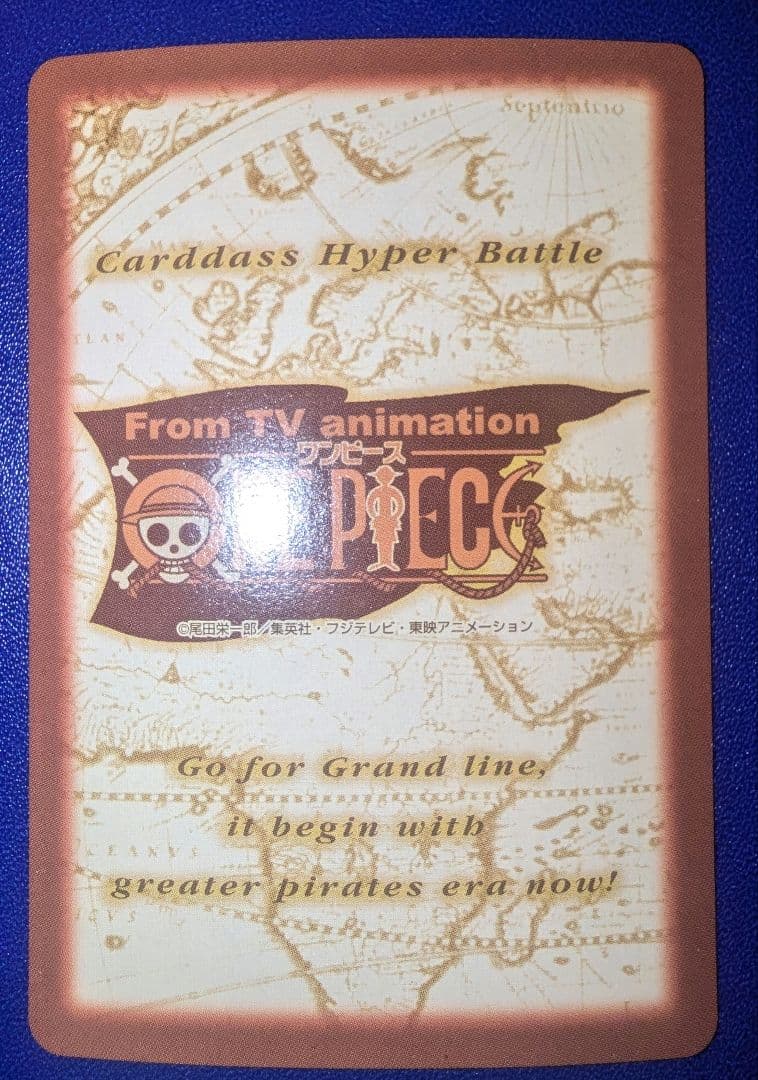 Septentrio
Carddass Hyper Battle
From TV animation
ワンピース
ONE PIECE
©尾田栄一郎／集英社・フジテレビ・東映アニメーション
Go for Grand line,
it begin with
greater pirates era now!